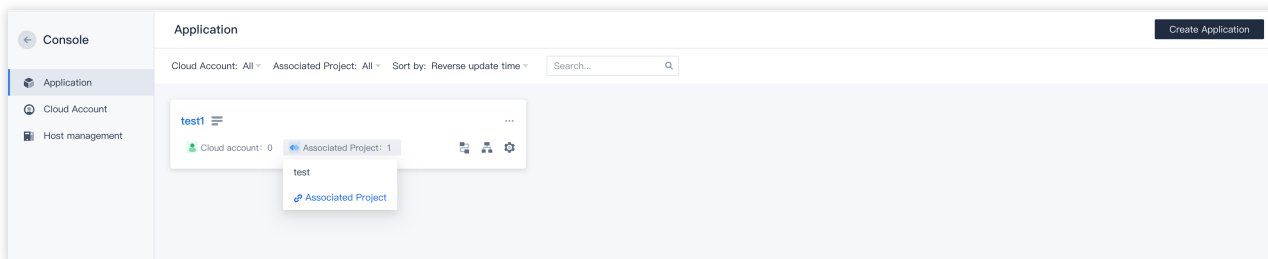 Console
Application
Create Application
Cloud Account: All Associated Project: All Sort by: Reverse update time Search...
Application
Cloud Account
Host management
test1 ...
Cloud account: 0 Associated Project: 1
test
Associated Project